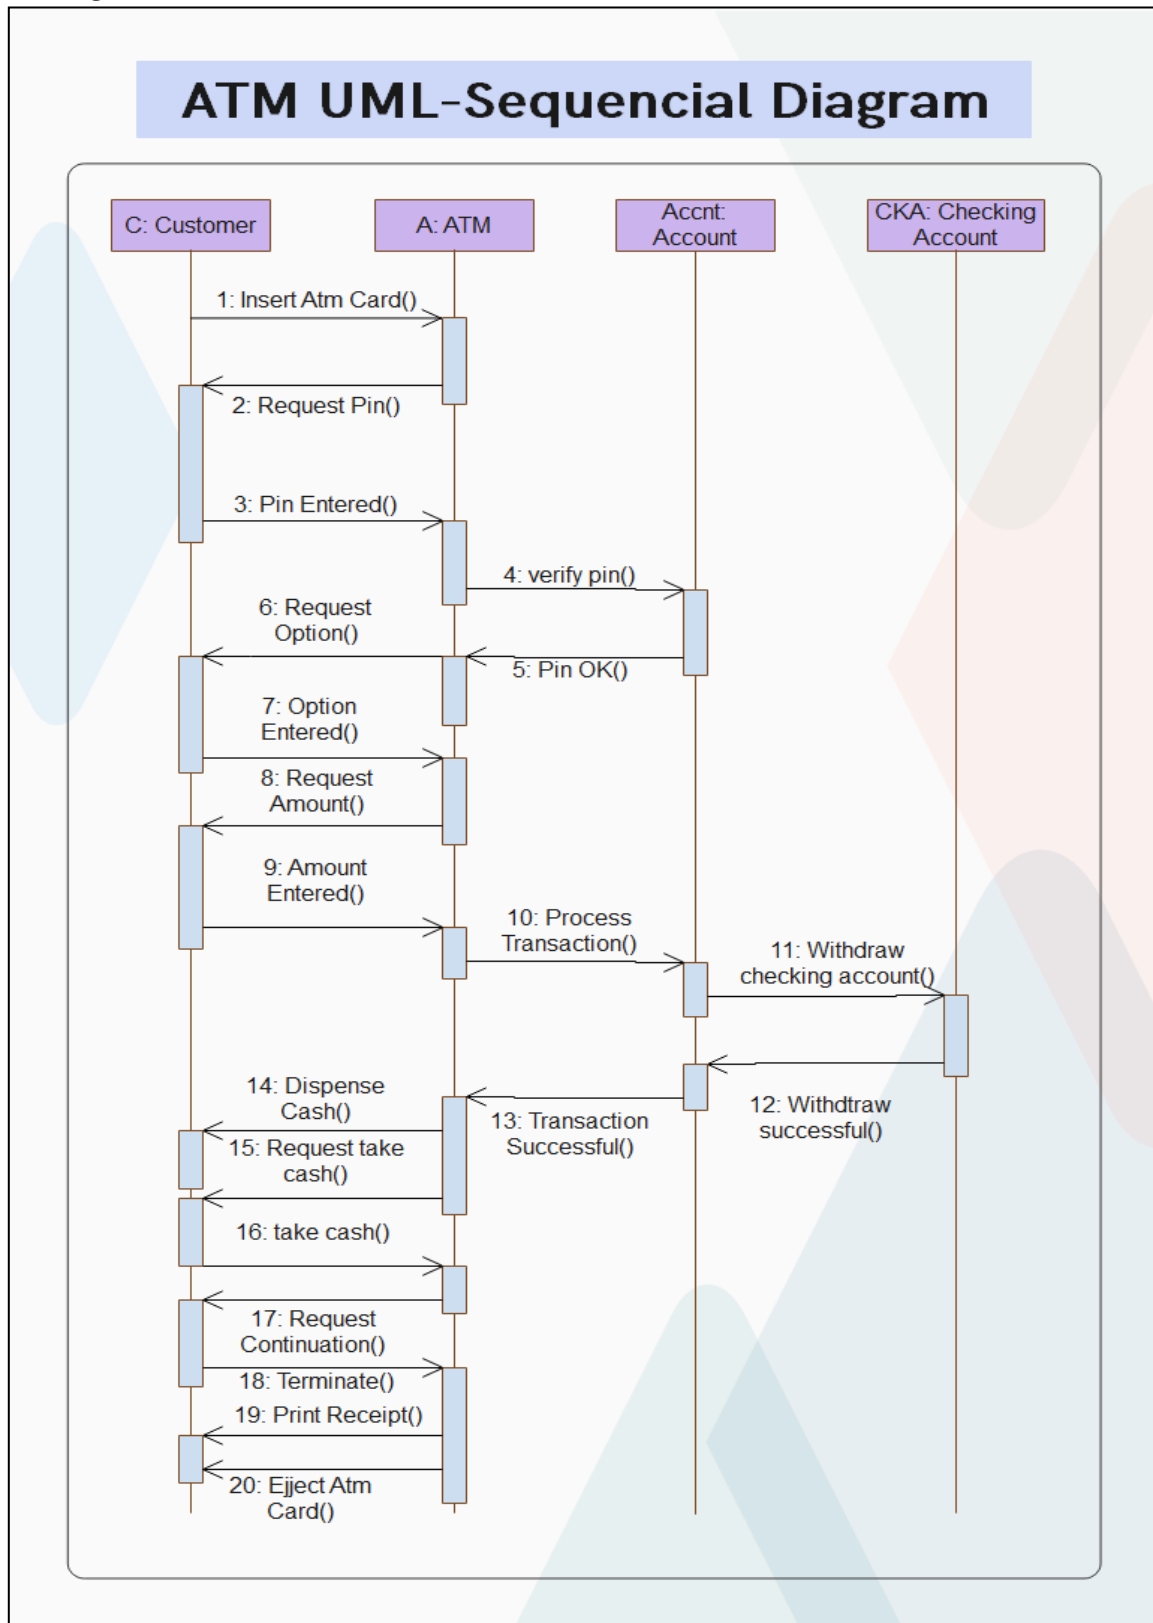 ATM UML-Sequencial Diagram
C: Customer
A: ATM
Accnt:
Account
CKA: Checking
Account
1: Insert Atm Card()
2: Request Pin()
3: Pin Entered()
4: verify pin()
6: Request
Option()
5: Pin OK()
7: Option
Entered()
8: Request
Amount()
9: Amount
Entered()
10: Process
Transaction()
11: Withdraw
checking account()
12: Withdtraw
successful()
13: Transaction
Successful()
14: Dispense
Cash()
15: Request take
cash()
16: take cash()
17: Request
Continuation()
18: Terminate()
19: Print Receipt()
20: Ejject Atm
Card()